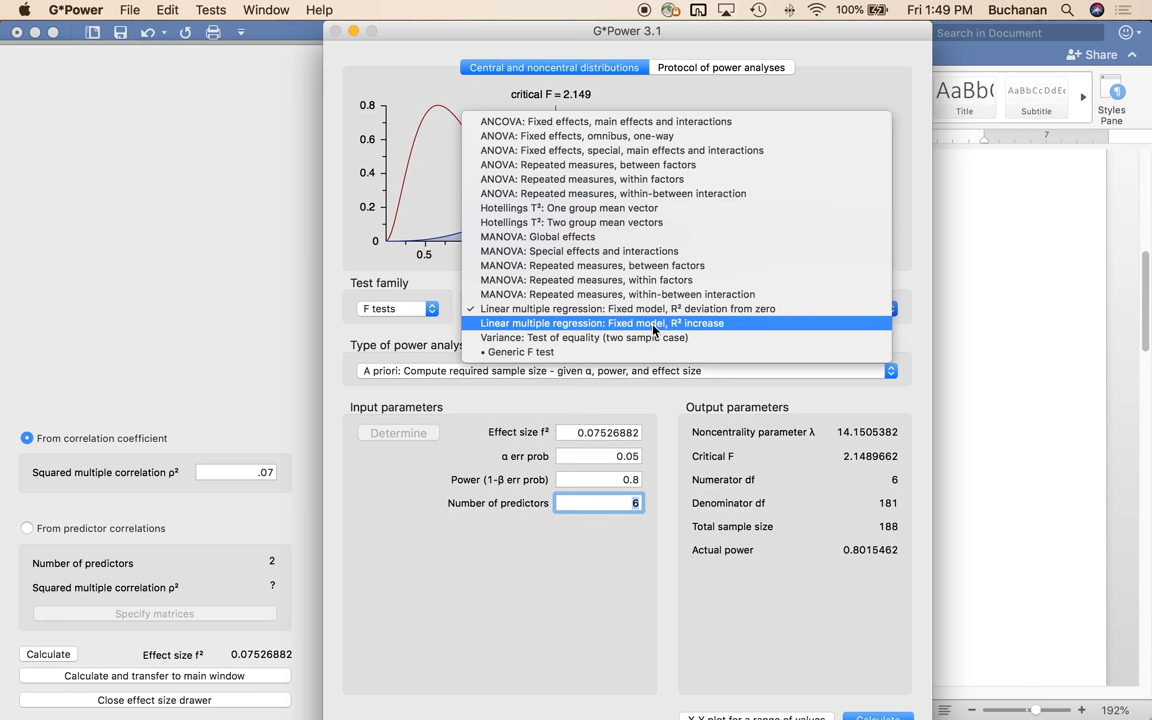 G*Power File Edit Tests Window Help 100% Fri 1:49 PM Buchanan
G*Power 3.1
Search in Document
Share
Central and noncentral distributions Protocol of power analyses
critical F = 2.149
0.8
0.6
0.4
0.2
0
0.5
ANCOVA: Fixed effects, main effects and interactions
ANOVA: Fixed effects, omnibus, one-way
ANOVA: Fixed effects, special, main effects and interactions
ANOVA: Repeated measures, between factors
ANOVA: Repeated measures, within factors
ANOVA: Repeated measures, within-between interaction
Hotellings T²: One group mean vector
Hotellings T²: Two group mean vectors
MANOVA: Global effects
MANOVA: Special effects and interactions
MANOVA: Repeated measures, between factors
MANOVA: Repeated measures, within factors
MANOVA: Repeated measures, within-between interaction
✓ Linear multiple regression: Fixed model, R² deviation from zero
Linear multiple regression: Fixed model, R² increase
Variance: Test of equality (two sample case)
• Generic F test
AaBb( AaBbCcDdEe
Title Subtitle Styles
Pane
7
Test family
F tests
Type of power analys
A priori: Compute required sample size - given α, power, and effect size
Input parameters
Determine Effect size f² 0.07526882
α err prob 0.05
Power (1-β err prob) 0.8
Number of predictors 6
Output parameters
Noncentrality parameter λ 14.1505382
Critical F 2.1489662
Numerator df 6
Denominator df 181
Total sample size 188
Actual power 0.8015462
X-Y plot for a range of values Calculate
From correlation coefficient
Squared multiple correlation ρ² .07
From predictor correlations
Number of predictors 2
Squared multiple correlation ρ² ?
Specify matrices
Calculate Effect size f² 0.07526882
Calculate and transfer to main window
Close effect size drawer
192%